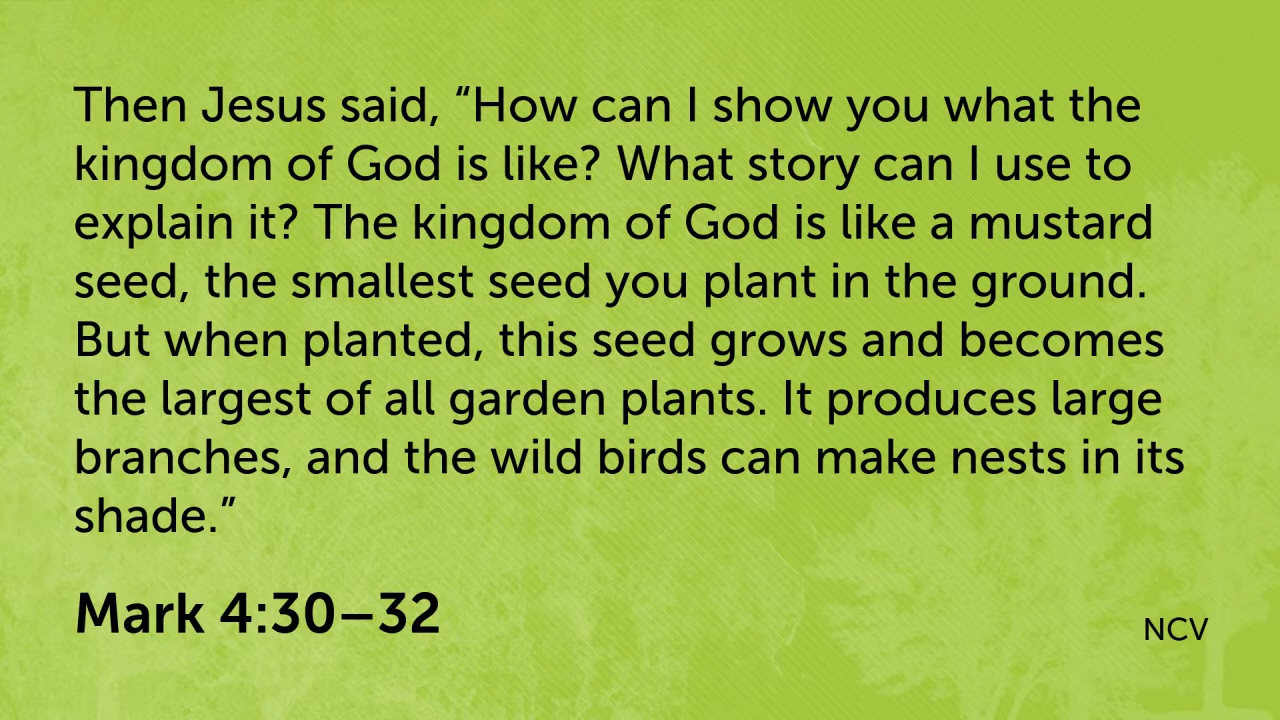 Then Jesus said, “How can I show you what the
kingdom of God is like? What story can I use to
explain it? The kingdom of God is like a mustard
seed, the smallest seed you plant in the ground.
But when planted, this seed grows and becomes
the largest of all garden plants. It produces large
branches, and the wild birds can make nests in its
shade.”
Mark 4:30–32
NCV